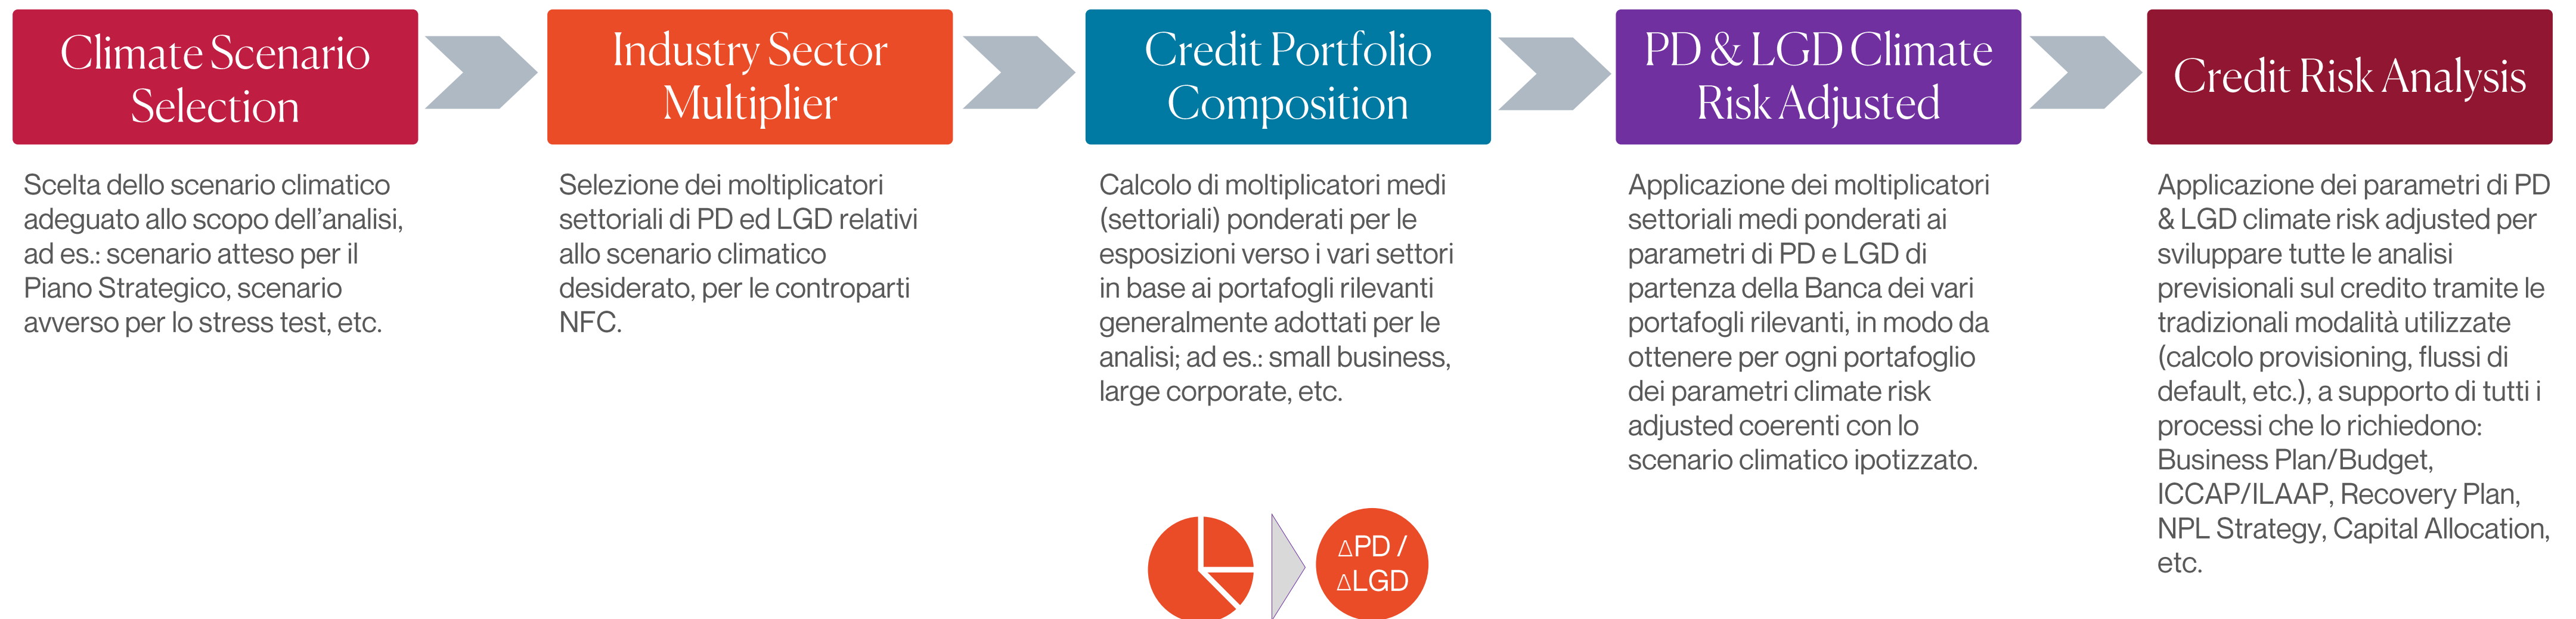 Climate Scenario
Selection
Scelta dello scenario climatico
adeguato allo scopo dell’analisi,
ad es.: scenario atteso per il
Piano Strategico, scenario
avverso per lo stress test, etc.
Industry Sector
Multiplier
Selezione dei moltiplicatori
settoriali di PD ed LGD relativi
allo scenario climatico
desiderato, per le controparti
NFC.
Credit Portfolio
Composition
Calcolo di moltiplicatori medi
(settoriali) ponderati per le
esposizioni verso i vari settori
in base ai portafogli rilevanti
generalmente adottati per le
analisi; ad es.: small business,
large corporate, etc.
△PD /
△LGD
PD & LGD Climate
Risk Adjusted
Applicazione dei moltiplicatori
settoriali medi ponderati ai
parametri di PD e LGD di
partenza della Banca dei vari
portafogli rilevanti, in modo da
ottenere per ogni portafoglio
dei parametri climate risk
adjusted coerenti con lo
scenario climatico ipotizzato.
Credit Risk Analysis
Applicazione dei parametri di PD
& LGD climate risk adjusted per
sviluppare tutte le analisi
previsionali sul credito tramite le
tradizionali modalità utilizzate
(calcolo provisioning, flussi di
default, etc.), a supporto di tutti i
processi che lo richiedono:
Business Plan/Budget,
ICCAP/ILAAP, Recovery Plan,
NPL Strategy, Capital Allocation,
etc.